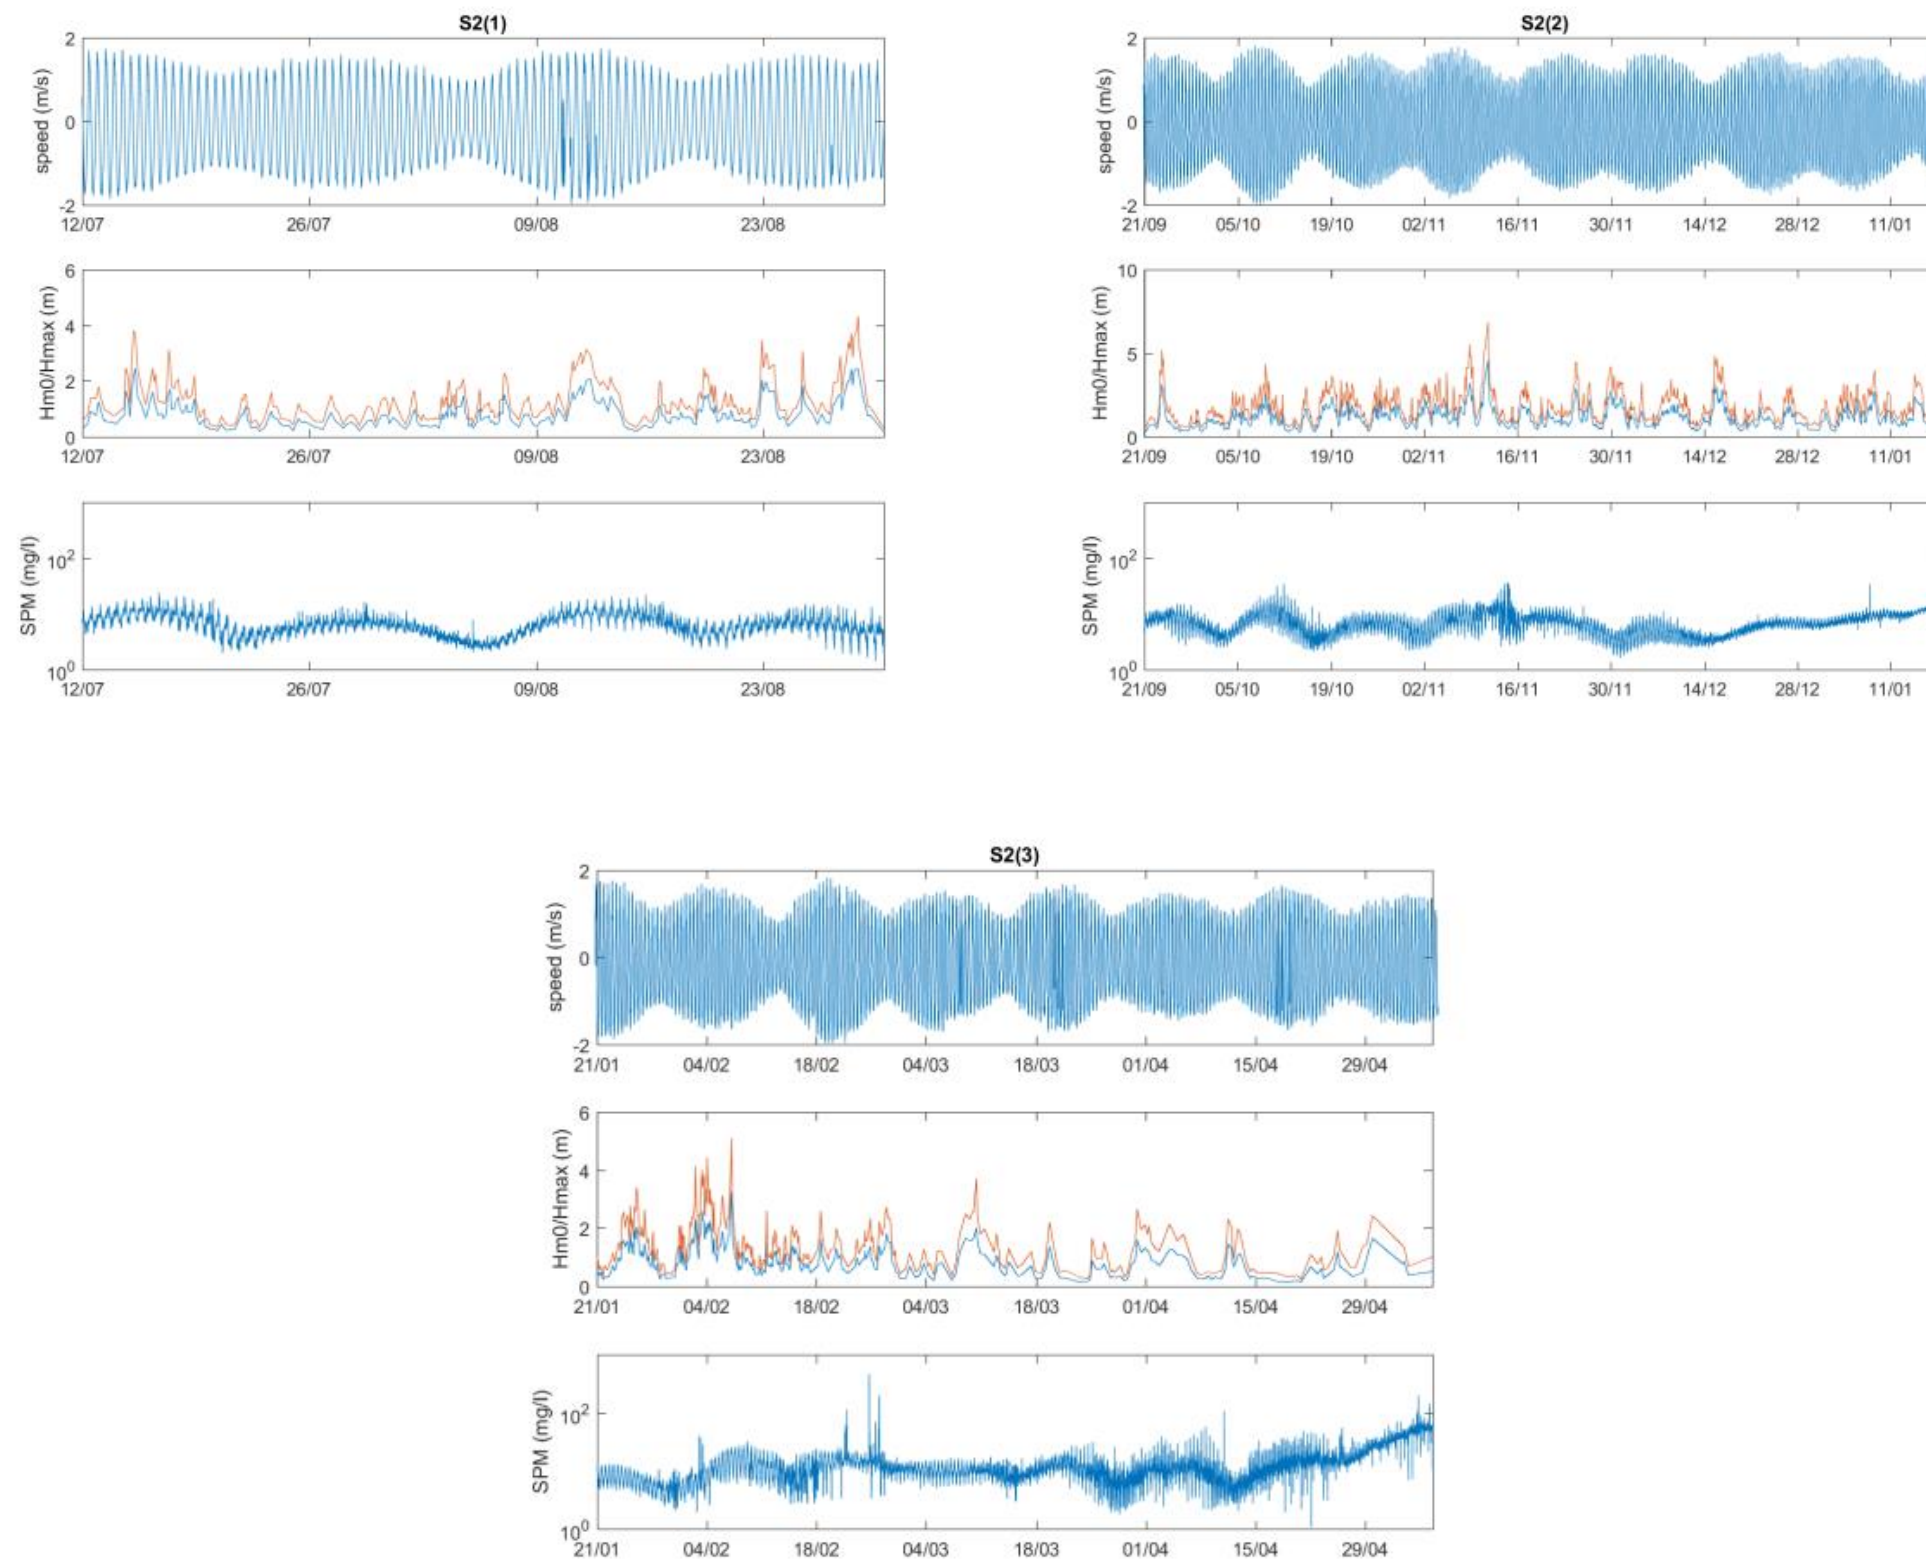 S2(1)
speed (m/s)
2
0
-2
12/07 26/07 09/08 23/08
Hm0/Hmax (m)
6
4
2
0
12/07 26/07 09/08 23/08
SPM (mg/l)
10^2
10^0
12/07 26/07 09/08 23/08
S2(2)
speed (m/s)
2
0
-2
21/09 05/10 19/10 02/11 16/11 30/11 14/12 28/12 11/01
Hm0/Hmax (m)
10
5
0
21/09 05/10 19/10 02/11 16/11 30/11 14/12 28/12 11/01
SPM (mg/l)
10^2
10^0
21/09 05/10 19/10 02/11 16/11 30/11 14/12 28/12 11/01
S2(3)
speed (m/s)
2
0
-2
21/01 04/02 18/02 04/03 18/03 01/04 15/04 29/04
Hm0/Hmax (m)
6
4
2
0
21/01 04/02 18/02 04/03 18/03 01/04 15/04 29/04
SPM (mg/l)
10^2
10^0
21/01 04/02 18/02 04/03 18/03 01/04 15/04 29/04